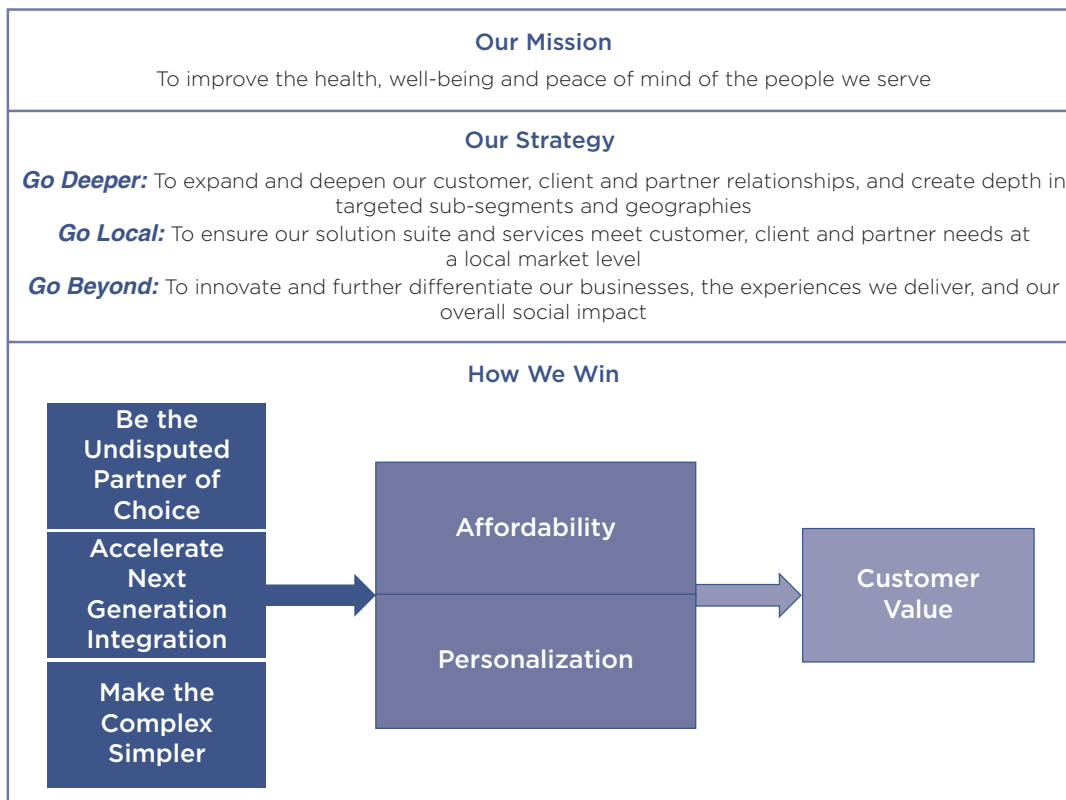 Our Mission
To improve the health, well-being and peace of mind of the people we serve
Our Strategy
Go Deeper: To expand and deepen our customer, client and partner relationships, and create depth in
targeted sub-segments and geographies
Go Local: To ensure our solution suite and services meet customer, client and partner needs at
a local market level
Go Beyond: To innovate and further differentiate our businesses, the experiences we deliver, and our
overall social impact
How We Win
Be the
Undisputed
Partner of
Choice
Accelerate
Next
Generation
Integration
Make the
Complex
Simpler
Affordability
Personalization
Customer
Value